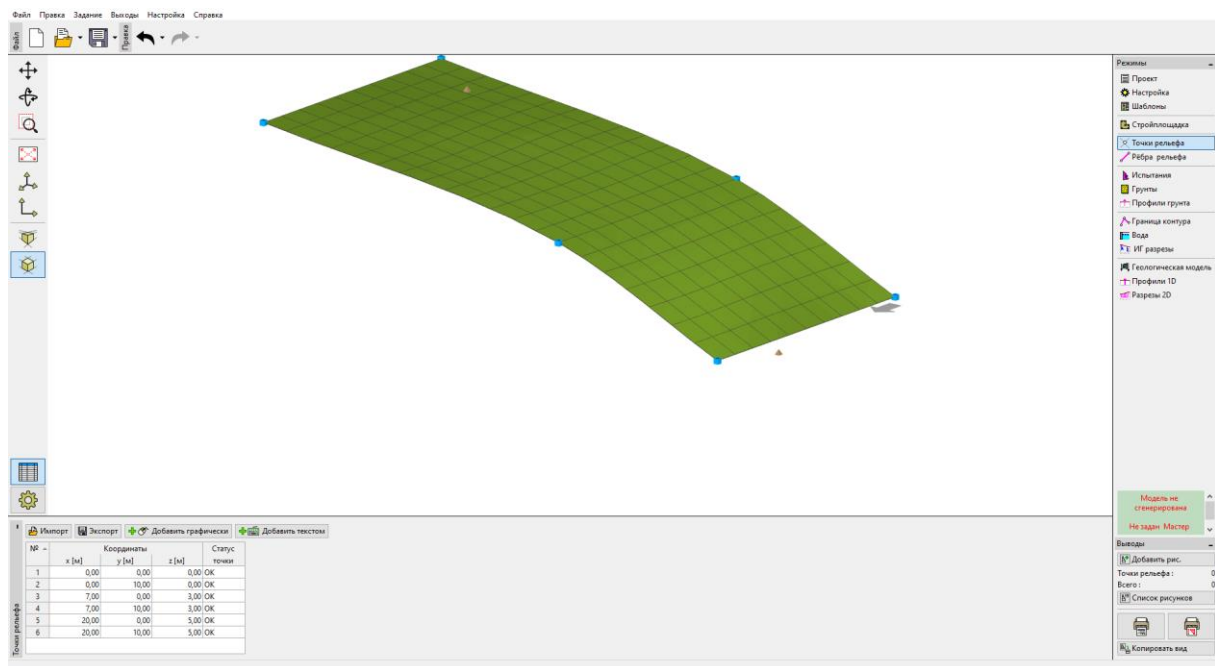 Файл Правка Задание Выходы Настройка Справка
Файл
Правка
Режимы
Проект
Настройка
Шаблоны
Стройплощадка
Точки рельефа
Рёбра рельефа
Испытания
Грунты
Профили грунта
Граница контура
Вода
ИГ разрезы
Геологическая модель
Профили 1D
Разрезы 2D
Модель не
сгенерирована
Не задан Мастер
Выводы
Добавить рис.
Точки рельефа : 0
Всего : 0
Список рисунков
Копировать вид
Импорт Экспорт Добавить графически Добавить текстом
№ Координаты Статус
x [м] y [м] z [м] точки
1 0,00 0,00 0,00 OK
2 0,00 10,00 0,00 OK
3 7,00 0,00 3,00 OK
4 7,00 10,00 3,00 OK
5 20,00 0,00 5,00 OK
6 20,00 10,00 5,00 OK
Точки рельефа